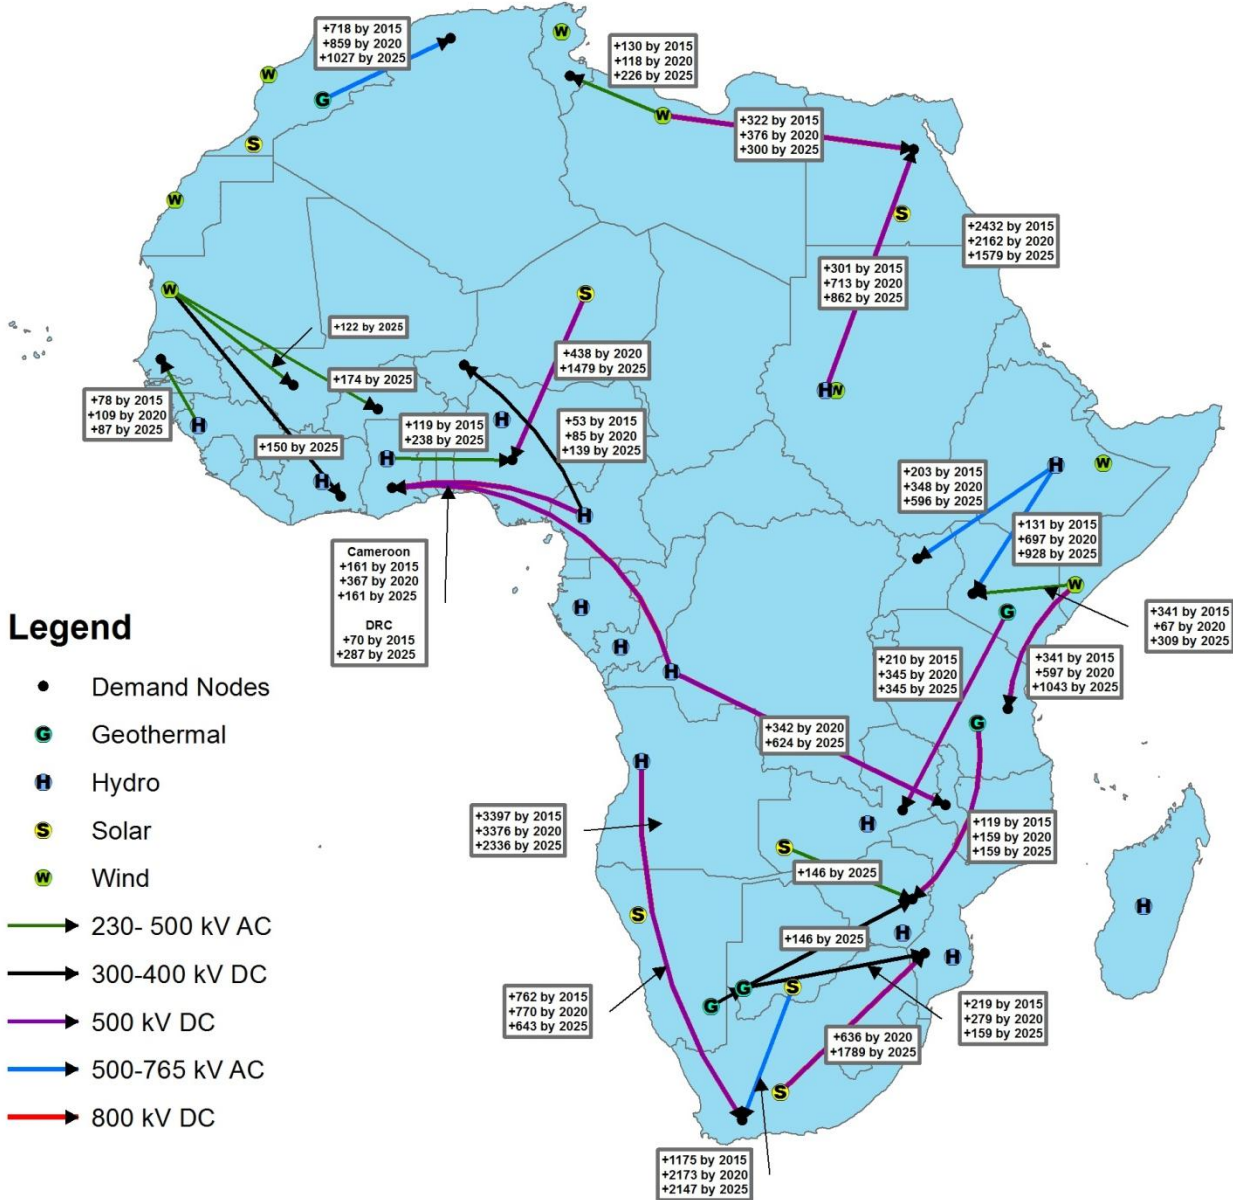 +718 by 2015
+859 by 2020
+1027 by 2025
W
+130 by 2015
+118 by 2020
+226 by 2025
W
G
W
+322 by 2015
+376 by 2020
+300 by 2025
S
W
S
+2432 by 2015
+2162 by 2020
+1579 by 2025
+301 by 2015
+713 by 2020
+862 by 2025
W
S
+122 by 2025
+438 by 2020
+1479 by 2025
+174 by 2025
H
W
+78 by 2015
+109 by 2020
+87 by 2025
H
+119 by 2015
+238 by 2025
H
+53 by 2015
+85 by 2020
+139 by 2025
+150 by 2025
H
H
H
W
+203 by 2015
+348 by 2020
+596 by 2025
H
+131 by 2015
+697 by 2020
+928 by 2025
Cameroon
+161 by 2015
+367 by 2020
+161 by 2025
DRC
+70 by 2015
+287 by 2025
H
W
G
+341 by 2015
+67 by 2020
+309 by 2025
H
H
+210 by 2015
+345 by 2020
+345 by 2025
+341 by 2015
+597 by 2020
+1043 by 2025
+342 by 2020
+624 by 2025
G
H
+3397 by 2015
+3376 by 2020
+2336 by 2025
H
+119 by 2015
+159 by 2020
+159 by 2025
S
+146 by 2025
S
H
H
+146 by 2025
H
+762 by 2015
+770 by 2020
+643 by 2025
G
G
S
+219 by 2015
+279 by 2020
+159 by 2025
+636 by 2020
+1789 by 2025
S
+1175 by 2015
+2173 by 2020
+2147 by 2025
Legend
Demand Nodes
G Geothermal
H Hydro
S Solar
W Wind
230- 500 kV AC
300-400 kV DC
500 kV DC
500-765 kV AC
800 kV DC